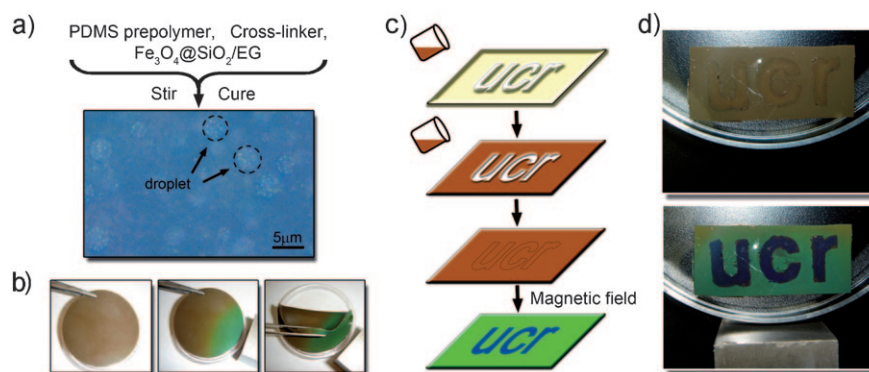 a)
PDMS prepolymer, Cross-linker,
Fe₃O₄@SiO₂/EG
Stir Cure
droplet
5μm
b)
c)
ucr
ucr
ucr
Magnetic field
ucr
d)
ucr
ucr